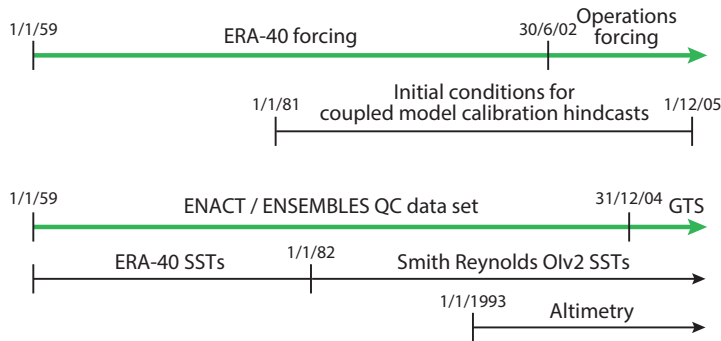 Operations
1/1/59 ERA-40 forcing 30/6/02 forcing
Initial conditions for
1/1/81 coupled model calibration hindcasts 1/12/05
1/1/59 ENACT / ENSEMBLES QC data set 31/12/04 GTS
ERA-40 SSTs 1/1/82 Smith Reynolds OIv2 SSTs
1/1/1993 Altimetry